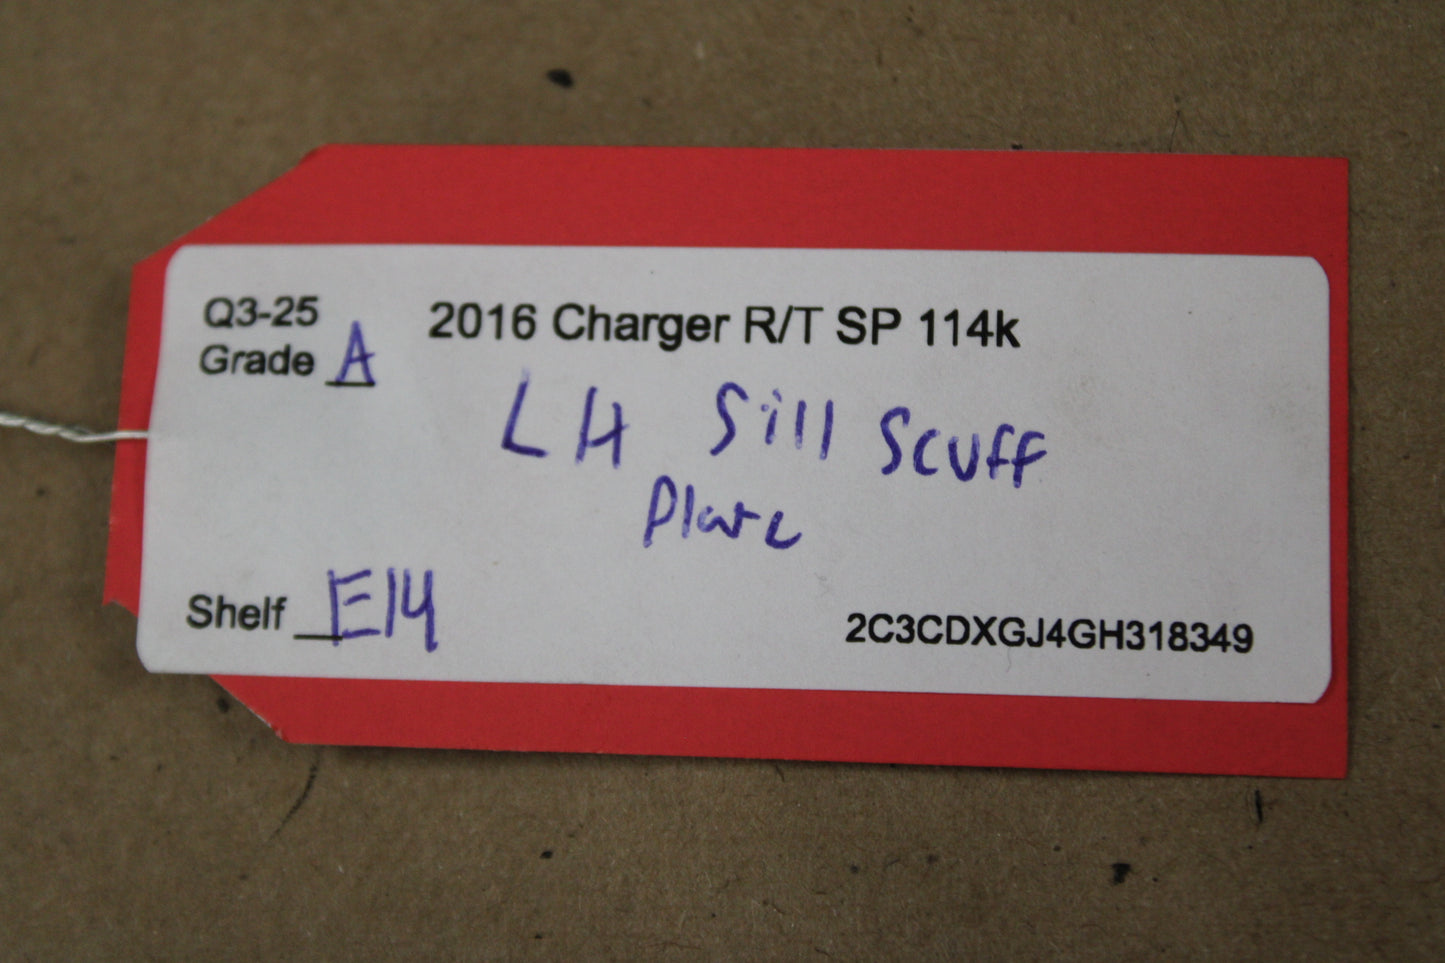 Q3-25
2016 Charger R/T SP 114k
Grade A
LH Sill Scuff
Plate
Shelf E14
2C3CDXGJ4GH318349